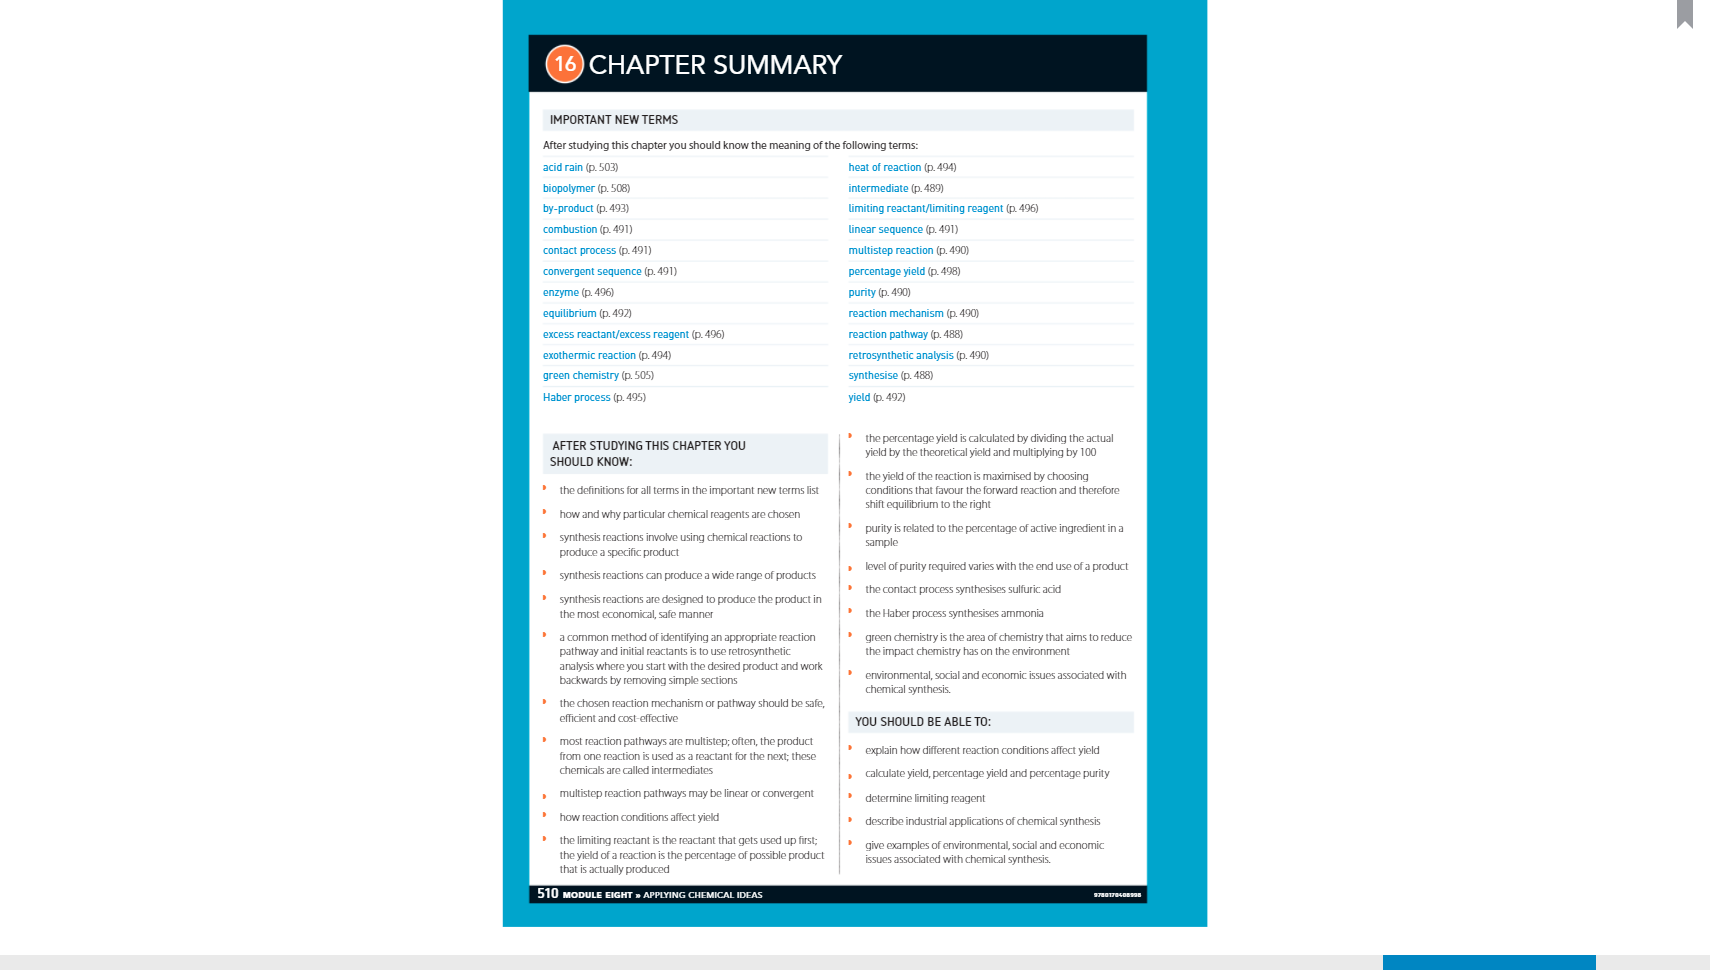 16 CHAPTER SUMMARY
IMPORTANT NEW TERMS
After studying this chapter you should know the meaning of the following terms:
acid rain (p. 503)
biopolymer (p. 508)
by-product (p. 493)
combustion (p. 491)
contact process (p. 491)
convergent sequence (p. 491)
enzyme (p. 496)
equilibrium (p. 492)
excess reactant/excess reagent (p. 496)
exothermic reaction (p. 494)
green chemistry (p. 505)
Haber process (p. 495)
heat of reaction (p. 494)
intermediate (p. 489)
limiting reactant/limiting reagent (p. 496)
linear sequence (p. 491)
multistep reaction (p. 490)
percentage yield (p. 498)
purity (p. 490)
reaction mechanism (p. 490)
reaction pathway (p. 488)
retrosynthetic analysis (p. 490)
synthesise (p. 488)
yield (p. 492)
AFTER STUDYING THIS CHAPTER YOU
SHOULD KNOW:
the definitions for all terms in the important new terms list
how and why particular chemical reagents are chosen
synthesis reactions involve using chemical reactions to
produce a specific product
synthesis reactions can produce a wide range of products
synthesis reactions are designed to produce the product in
the most economical, safe manner
a common method of identifying an appropriate reaction
pathway and initial reactants is to use retrosynthetic
analysis where you start with the desired product and work
backwards by removing simple sections
the chosen reaction mechanism or pathway should be safe,
efficient and cost-effective
most reaction pathways are multistep; often, the product
from one reaction is used as a reactant for the next; these
chemicals are called intermediates
multistep reaction pathways may be linear or convergent
how reaction conditions affect yield
the limiting reactant is the reactant that gets used up first;
the yield of a reaction is the percentage of possible product
that is actually produced
the percentage yield is calculated by dividing the actual
yield by the theoretical yield and multiplying by 100
the yield of the reaction is maximised by choosing
conditions that favour the forward reaction and therefore
shift equilibrium to the right
purity is related to the percentage of active ingredient in a
sample
level of purity required varies with the end use of a product
the contact process synthesises sulfuric acid
the Haber process synthesises ammonia
green chemistry is the area of chemistry that aims to reduce
the impact chemistry has on the environment
environmental, social and economic issues associated with
chemical synthesis.
YOU SHOULD BE ABLE TO:
explain how different reaction conditions affect yield
calculate yield, percentage yield and percentage purity
determine limiting reagent
describe industrial applications of chemical synthesis
give examples of environmental, social and economic
issues associated with chemical synthesis.
510 MODULE EIGHT » APPLYING CHEMICAL IDEAS
9780170408998